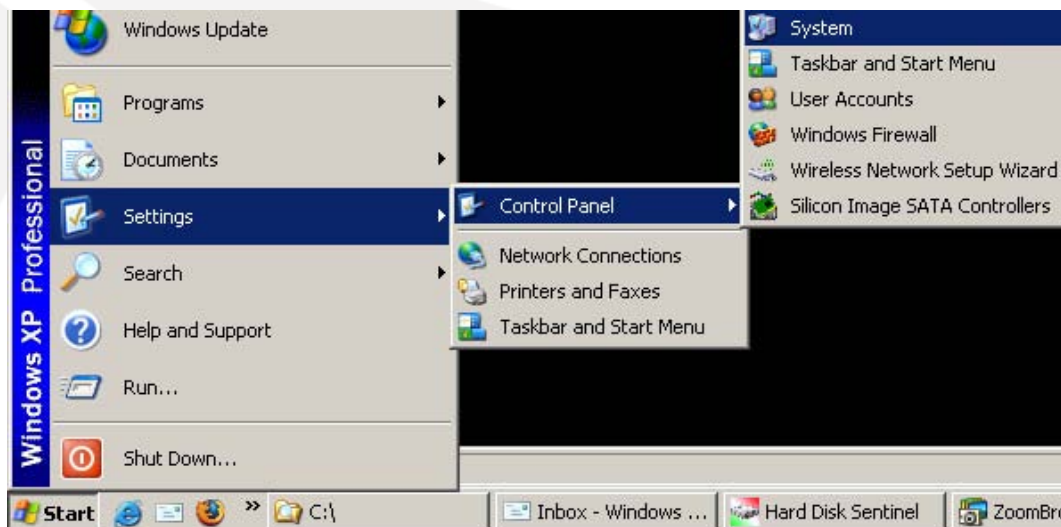 Windows XP Professional
Windows Update
Programs
Documents
Settings
Search
Help and Support
Run...
Shut Down...
Control Panel
Network Connections
Printers and Faxes
Taskbar and Start Menu
System
Taskbar and Start Menu
User Accounts
Windows Firewall
Wireless Network Setup Wizard
Silicon Image SATA Controllers
Start
»
C:\
Inbox - Windows ...
Hard Disk Sentinel
ZoomBr